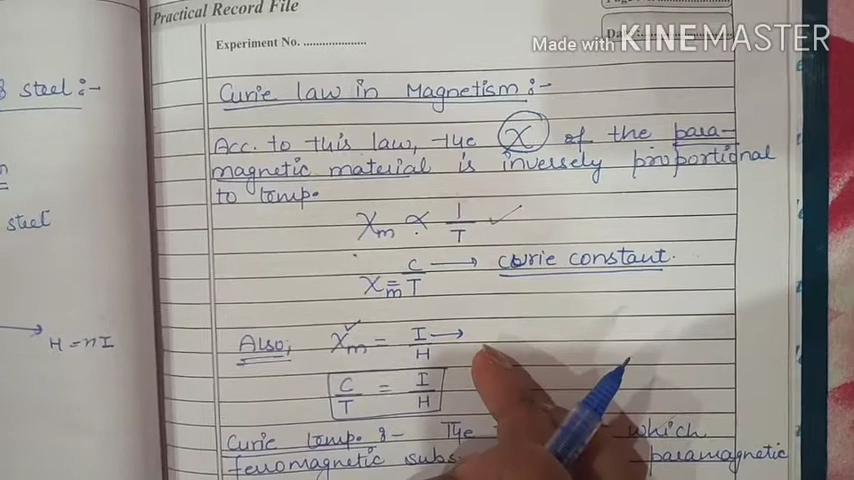 Practical Record File
Made with KINEMASTER
Experiment No. ...................
steel :-
Curie law in Magnetism :-
Acc. to this law, the χ of the para-
magnetic material is inversely proportional
to temp.
χm ∝ 1/T ✓
steel
χm = C/T → curie constant.
H = nI
Also, χm = I/H →
C/T = I/H
Curie temp. :- The which
ferromagnetic subs paramagnetic